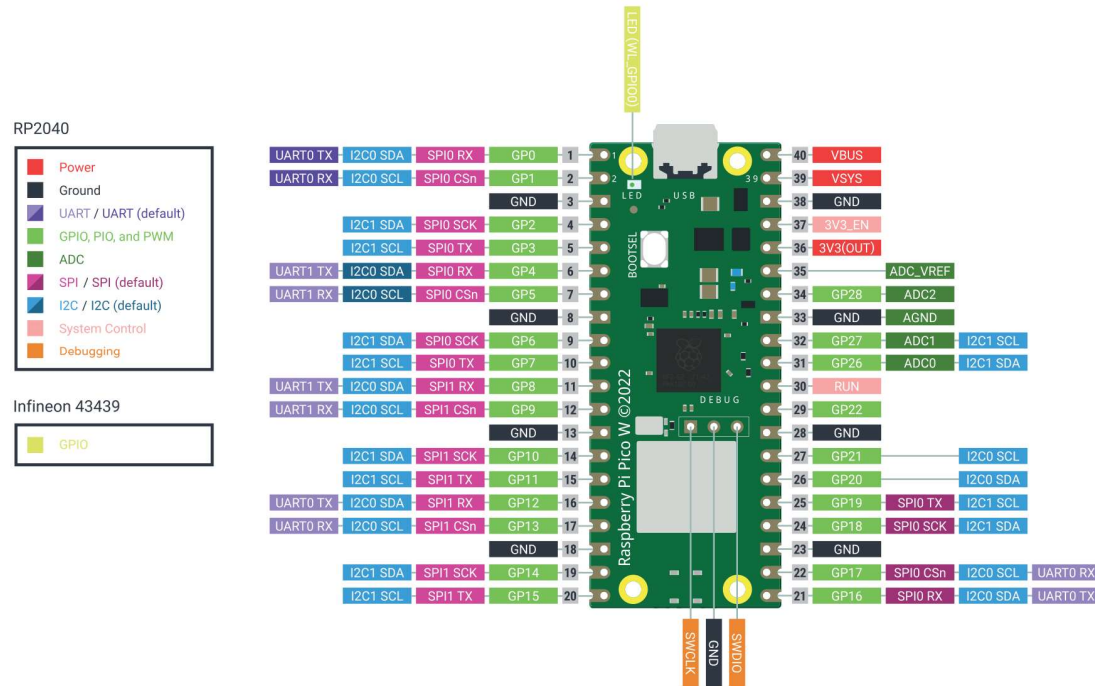 LED (WL_GPIO0)
RP2040
Power
Ground
UART / UART (default)
GPIO, PIO, and PWM
ADC
SPI / SPI (default)
I2C / I2C (default)
System Control
Debugging
Infineon 43439
GPIO
UART0 TX I2C0 SDA SPI0 RX GP0 1
UART0 RX I2C0 SCL SPI0 CSn GP1 2
GND 3
I2C1 SDA SPI0 SCK GP2 4
I2C1 SCL SPI0 TX GP3 5
UART1 TX I2C0 SDA SPI0 RX GP4 6
UART1 RX I2C0 SCL SPI0 CSn GP5 7
GND 8
I2C1 SDA SPI0 SCK GP6 9
I2C1 SCL SPI0 TX GP7 10
UART1 TX I2C0 SDA SPI1 RX GP8 11
UART1 RX I2C0 SCL SPI1 CSn GP9 12
GND 13
I2C1 SDA SPI1 SCK GP10 14
I2C1 SCL SPI1 TX GP11 15
UART0 TX I2C0 SDA SPI1 RX GP12 16
UART0 RX I2C0 SCL SPI1 CSn GP13 17
GND 18
I2C1 SDA SPI1 SCK GP14 19
I2C1 SCL SPI1 TX GP15 20
1
2
39
LED USB
BOOTSEL
DEBUG
Raspberry Pi Pico W ©2022
40 VBUS
39 VSYS
38 GND
37 3V3_EN
36 3V3(OUT)
35 ADC_VREF
34 GP28 ADC2
33 GND AGND
32 GP27 ADC1 I2C1 SCL
31 GP26 ADC0 I2C1 SDA
30 RUN
29 GP22
28 GND
27 GP21 I2C0 SCL
26 GP20 I2C0 SDA
25 GP19 SPI0 TX I2C1 SCL
24 GP18 SPI0 SCK I2C1 SDA
23 GND
22 GP17 SPI0 CSn I2C0 SCL UART0 RX
21 GP16 SPI0 RX I2C0 SDA UART0 TX
SWCLK
GND
SWDIO